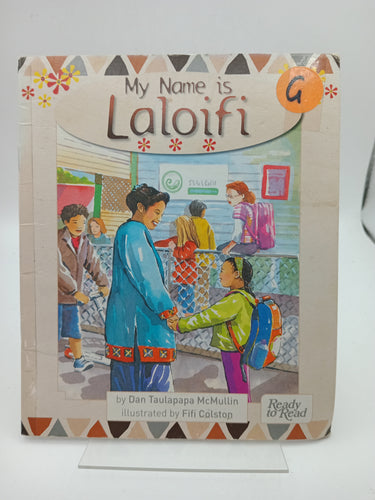 My Name is
Laloifi
G
by Dan Taulapapa McMullin
illustrated by Fifi Colston
Ready
to Read